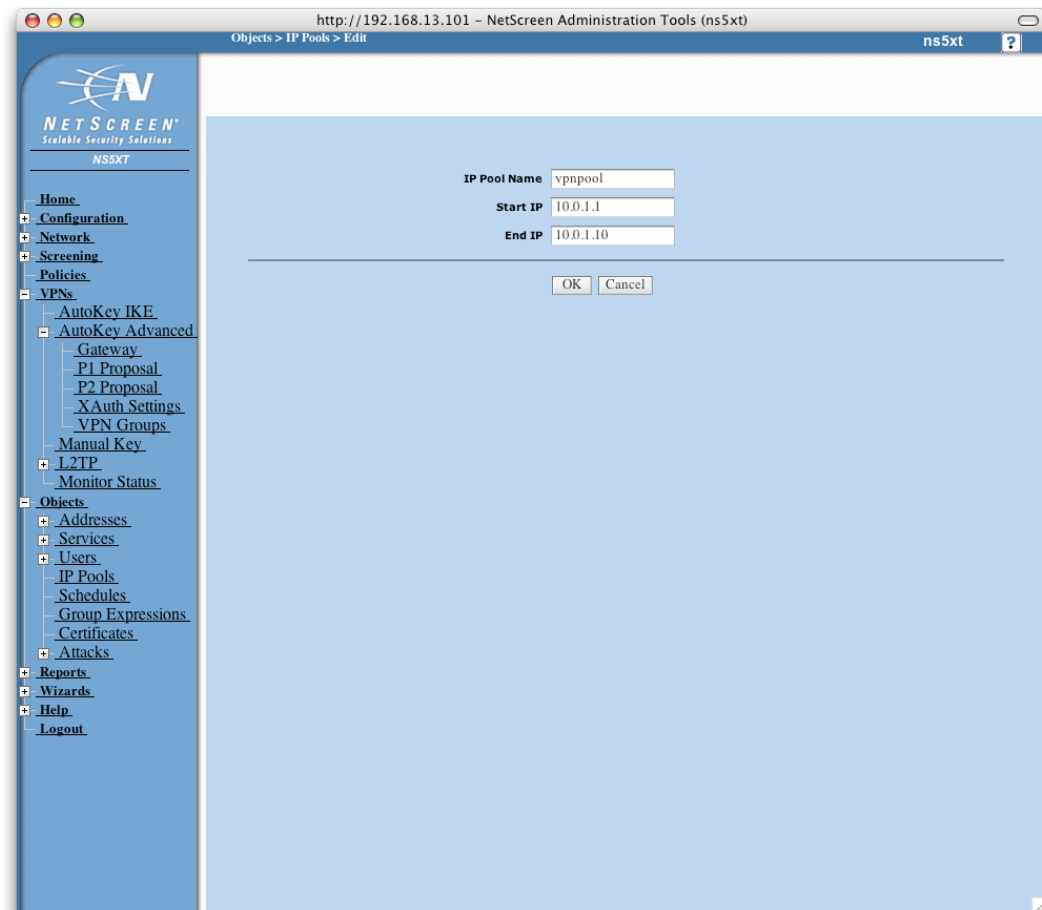 http://192.168.13.101 – NetScreen Administration Tools (ns5xt)
Objects > IP Pools > Edit
ns5xt
?
N
NETSCREEN
Scalable Security Solutions
NS5XT
Home
Configuration
Network
Screening
Policies
VPNs
AutoKey IKE
AutoKey Advanced
Gateway
P1 Proposal
P2 Proposal
XAuth Settings
VPN Groups
Manual Key
L2TP
Monitor Status
Objects
Addresses
Services
Users
IP Pools
Schedules
Group Expressions
Certificates
Attacks
Reports
Wizards
Help
Logout
IP Pool Name vpnpool
Start IP 10.0.1.1
End IP 10.0.1.10
OK Cancel